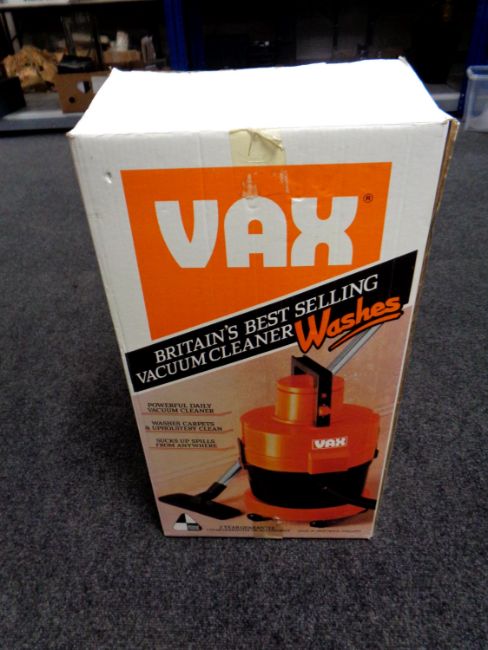 VAX ®
BRITAIN'S BEST SELLING
VACUUM CLEANER Washes
POWERFUL DAILY
VACUUM CLEANER
WASHES CARPETS
& UPHOLSTERY CLEAN
SUCKS UP SPILLS
FROM ANYWHERE
VAX